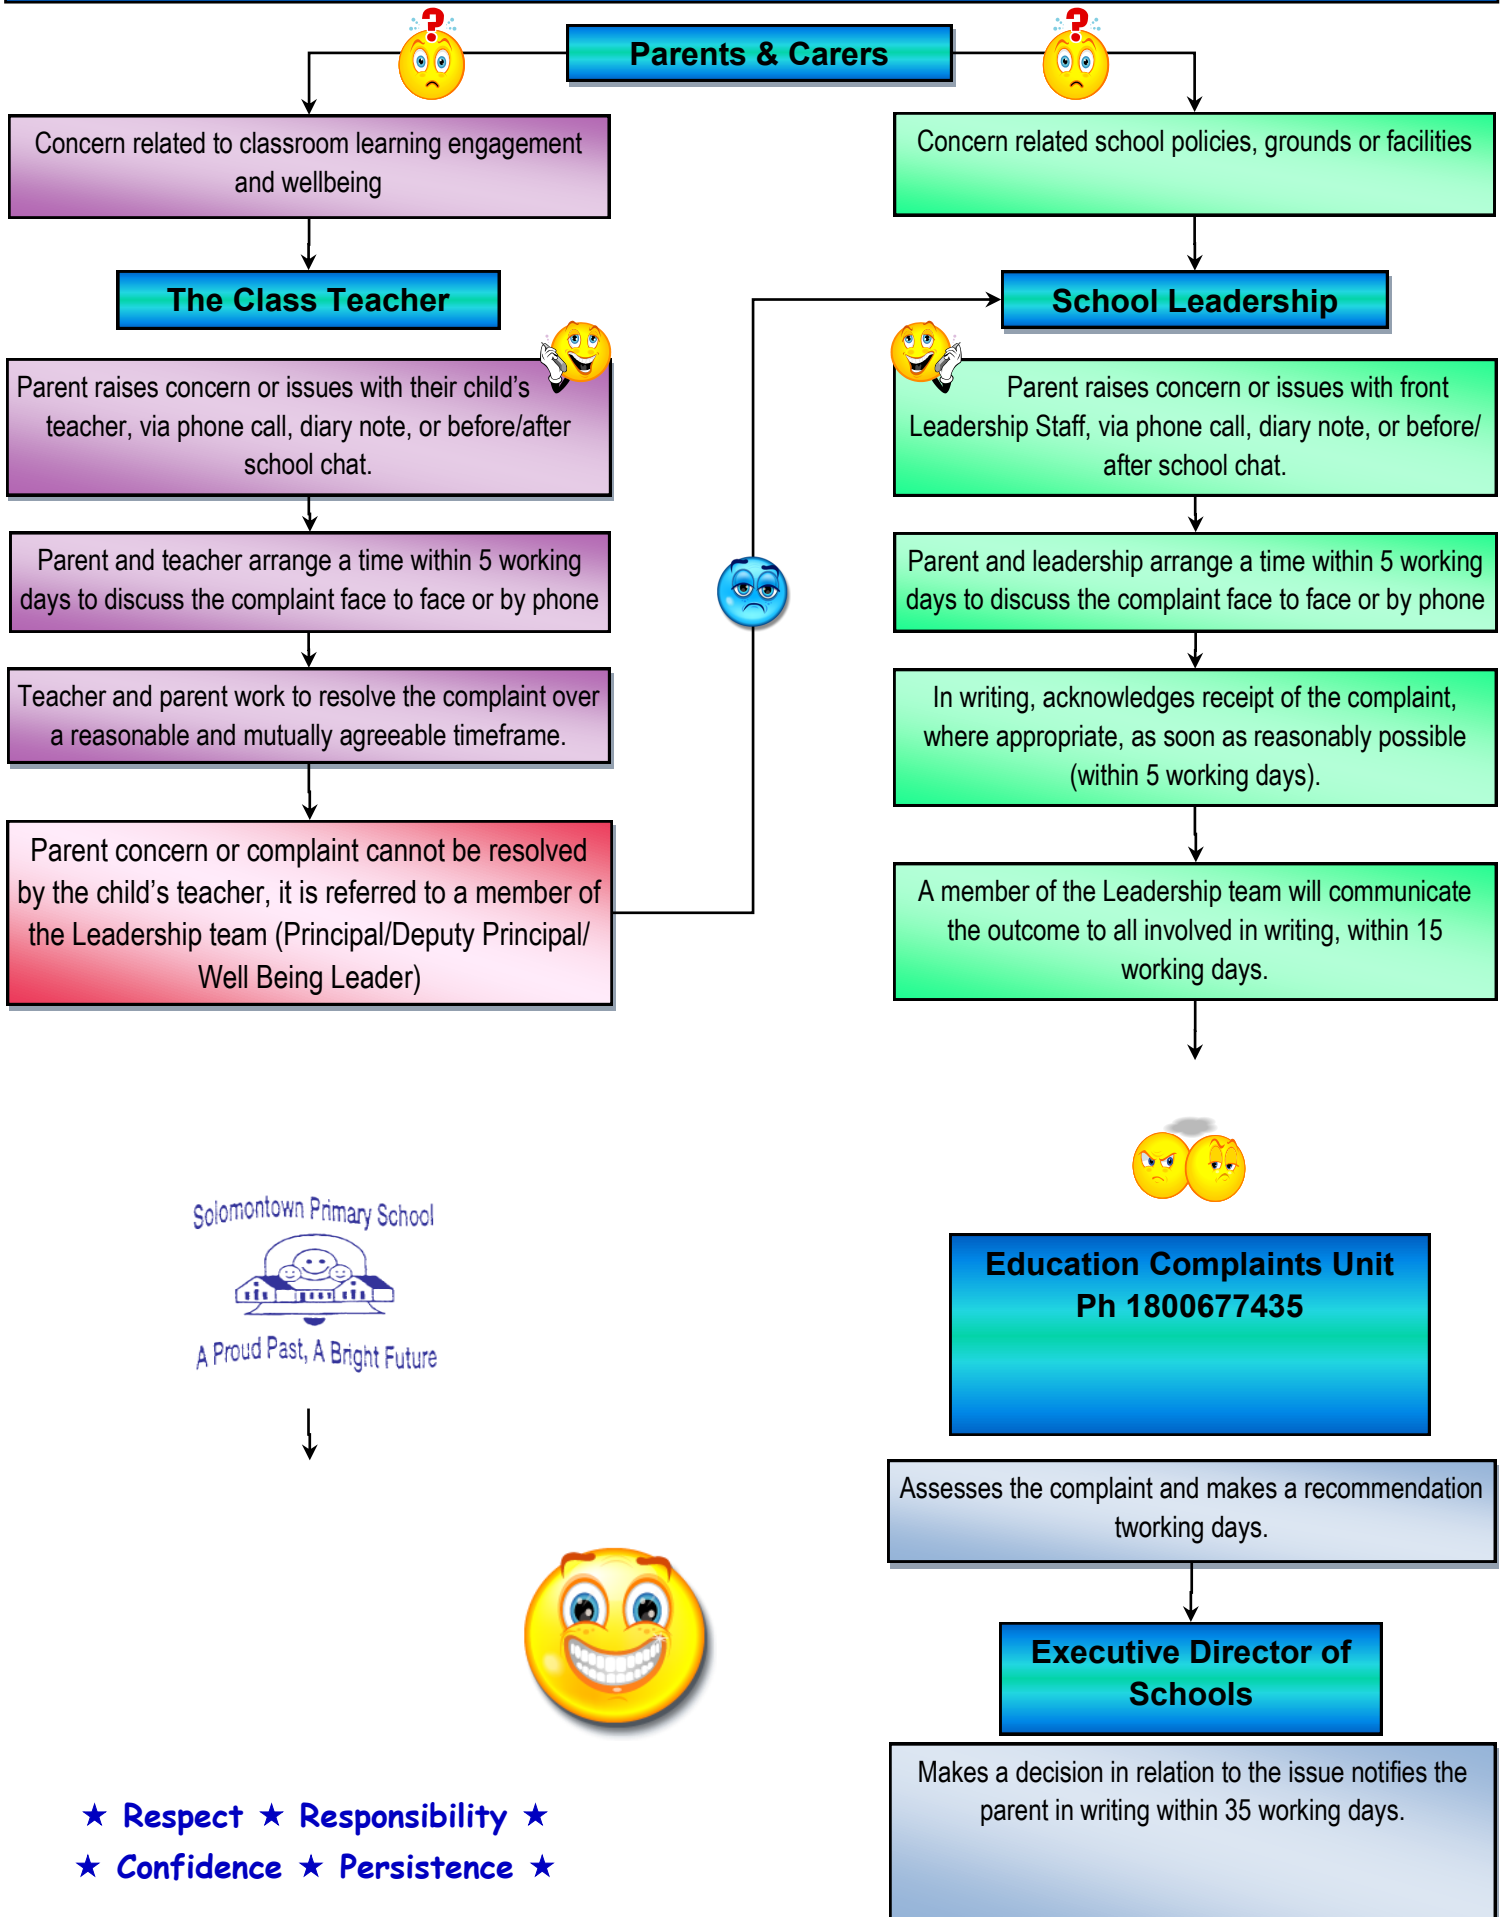 Parents & Carers
Concern related to classroom learning engagement
and wellbeing
The Class Teacher
Parent raises concern or issues with their child's
teacher, via phone call, diary note, or before/after
school chat.
Parent and teacher arrange a time within 5 working
days to discuss the complaint face to face or by phone
Teacher and parent work to resolve the complaint over
a reasonable and mutually agreeable timeframe.
Parent concern or complaint cannot be resolved
by the child's teacher, it is referred to a member of
the Leadership team (Principal/Deputy Principal/
Well Being Leader)
Concern related school policies, grounds or facilities
School Leadership
Parent raises concern or issues with front
Leadership Staff, via phone call, diary note, or before/
after school chat.
Parent and leadership arrange a time within 5 working
days to discuss the complaint face to face or by phone
In writing, acknowledges receipt of the complaint,
where appropriate, as soon as reasonably possible
(within 5 working days).
A member of the Leadership team will communicate
the outcome to all involved in writing, within 15
working days.
Education Complaints Unit
Ph 1800677435
Assesses the complaint and makes a recommendation
tworking days.
Executive Director of
Schools
Makes a decision in relation to the issue notifies the
parent in writing within 35 working days.
Solomontown Primary School
A Proud Past, A Bright Future
★ Respect ★ Responsibility ★
★ Confidence ★ Persistence ★